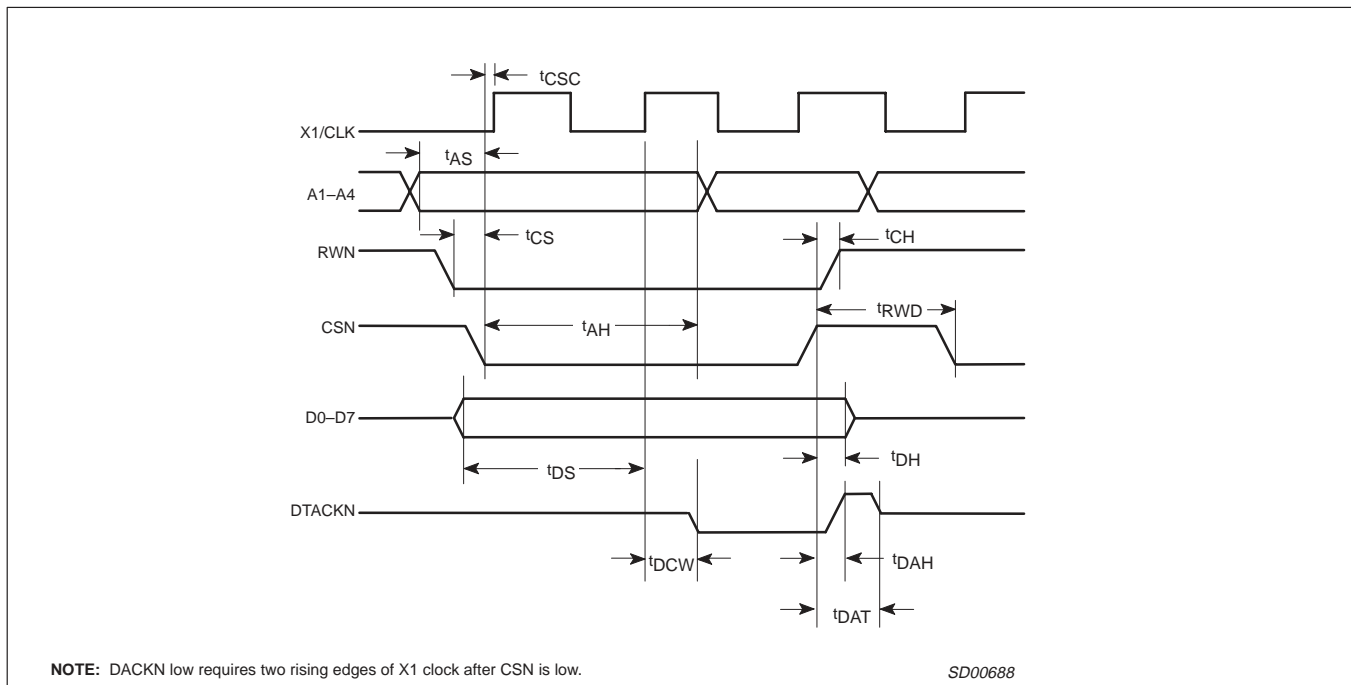 tCSC
X1/CLK
tAS
A1–A4
tCS
tCH
RWN
tRWD
CSN
tAH
D0–D7
tDH
tDS
DTACKN
tDCW
tDAH
tDAT
NOTE: DACKN low requires two rising edges of X1 clock after CSN is low.
SD00688